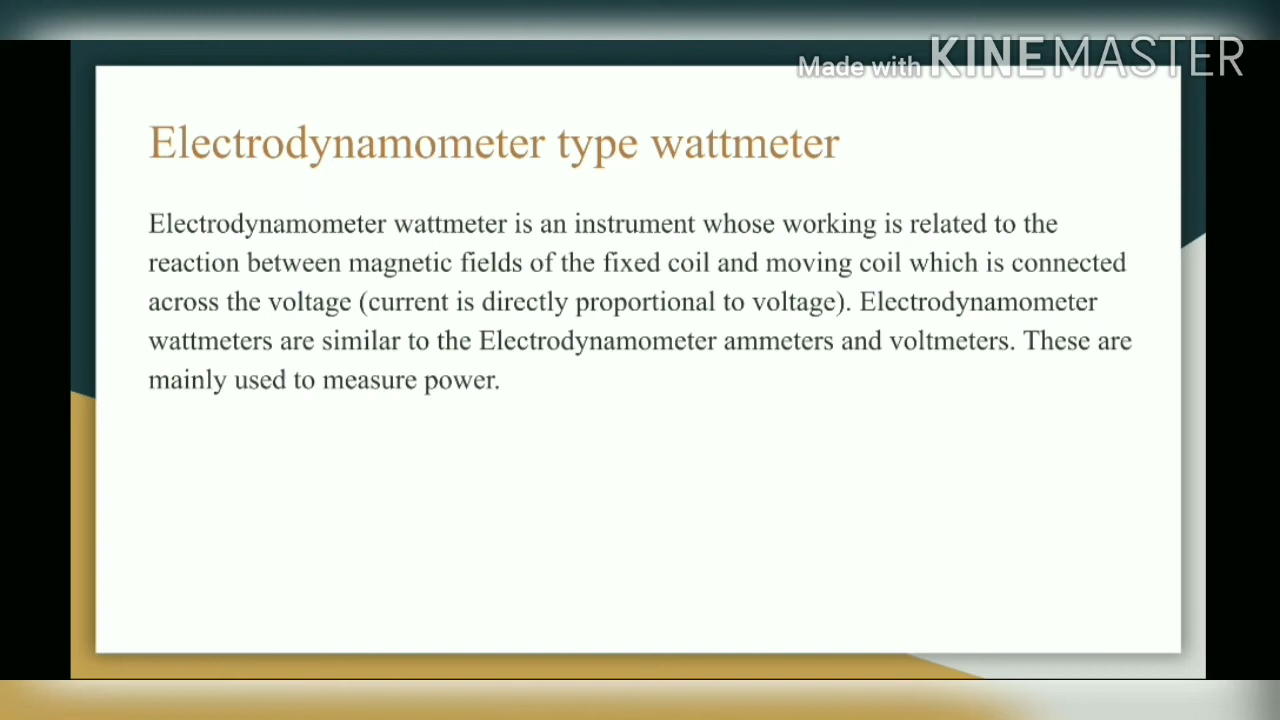 Made with KINEMASTER
Electrodynamometer type wattmeter
Electrodynamometer wattmeter is an instrument whose working is related to the
reaction between magnetic fields of the fixed coil and moving coil which is connected
across the voltage (current is directly proportional to voltage). Electrodynamometer
wattmeters are similar to the Electrodynamometer ammeters and voltmeters. These are
mainly used to measure power.